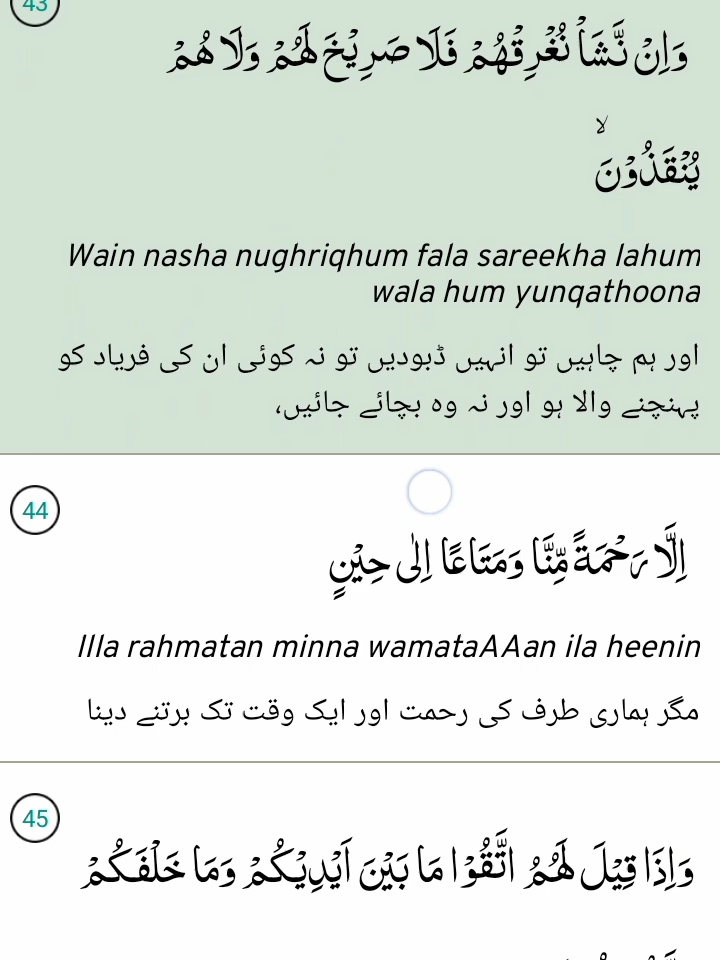 43
وَاِنْ نَّشَاْ نُغْرِقْهُمْ فَلَا صَرِيْخَ لَهُمْ وَلَا هُمْ
يُنْقَذُوْنَ ۙ
Wain nasha nughriqhum fala sareekha lahum
wala hum yunqathoona
اور ہم چاہیں تو انہیں ڈبودیں تو نہ کوئی ان کی فریاد کو
پہنچنے والا ہو اور نہ وہ بچائے جائیں،
44
اِلَّا رَحْمَةً مِّنَّا وَمَتَاعًا اِلٰى حِيْنٍ
Illa rahmatan minna wamataAAan ila heenin
مگر ہماری طرف کی رحمت اور ایک وقت تک برتنے دینا
45
وَاِذَا قِيْلَ لَهُمُ اتَّقُوْا مَا بَيْنَ اَيْدِيْكُمْ وَمَا خَلْفَكُمْ